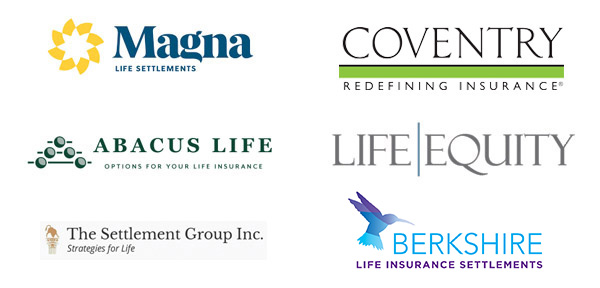 Magna
LIFE SETTLEMENTS
COVENTRY
REDEFINING INSURANCE®
ABACUS LIFE
OPTIONS FOR YOUR LIFE INSURANCE
LIFE|EQUITY
The Settlement Group Inc.
Strategies for Life
BERKSHIRE
LIFE INSURANCE SETTLEMENTS